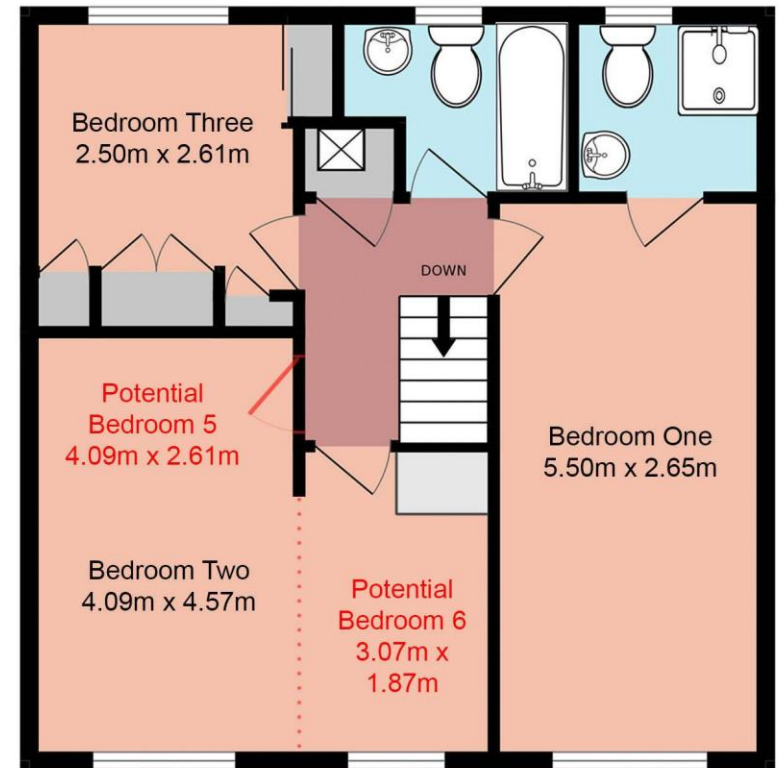 Bedroom Three
2.50m x 2.61m
DOWN
Potential
Bedroom 5
4.09m x 2.61m
Bedroom One
5.50m x 2.65m
Bedroom Two
4.09m x 4.57m
Potential
Bedroom 6
3.07m x
1.87m